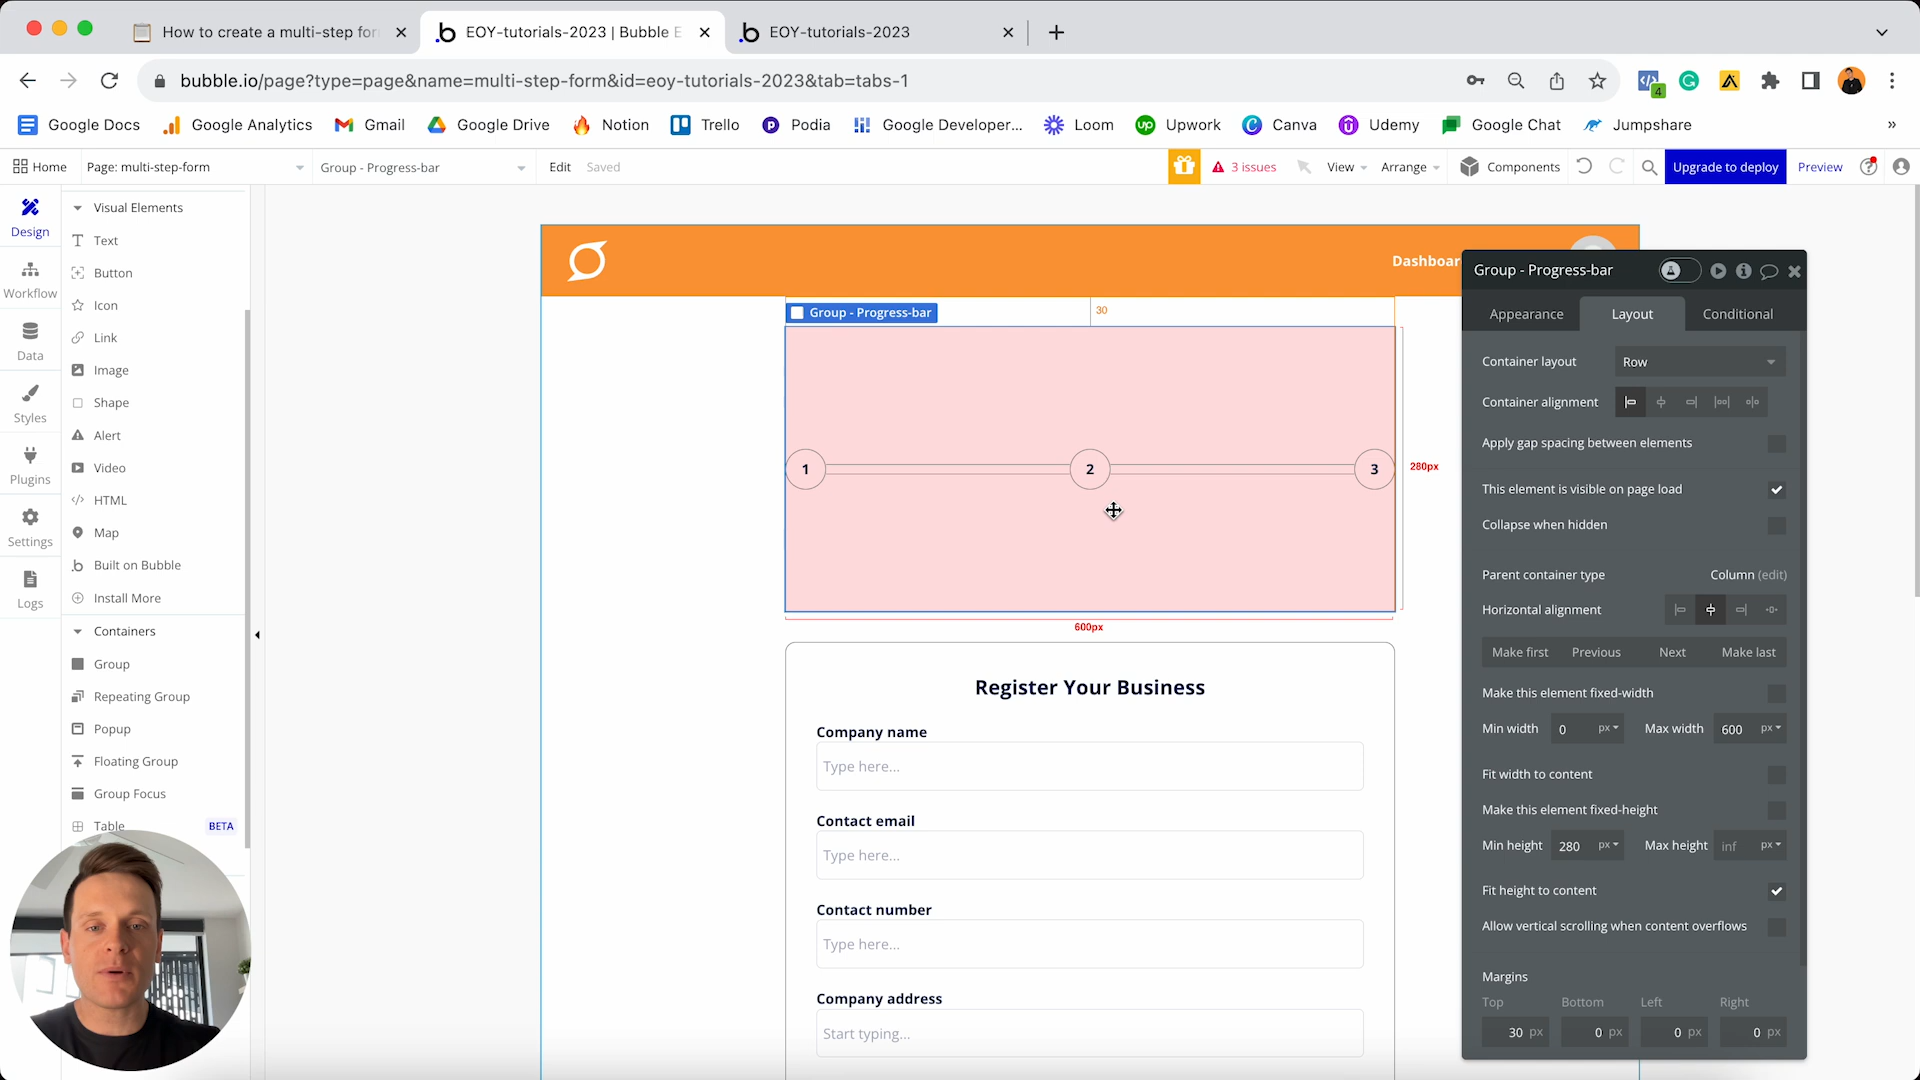 How to create a multi-step for
EOY-tutorials-2023 | Bubble E
EOY-tutorials-2023
bubble.io/page?type=page&name=multi-step-form&id=eoy-tutorials-2023&tab=tabs-1
4
Google Docs
Google Analytics
Gmail
Google Drive
Notion
Trello
Podia
Google Developer...
Loom
Upwork
Canva
Udemy
Google Chat
Jumpshare
»
Home
Page: multi-step-form
Group - Progress-bar
Edit
Saved
3 issues
View
Arrange
Components
Upgrade to deploy
Preview
Design
Workflow
Data
Styles
Plugins
Settings
Logs
Visual Elements
Text
Button
Icon
Link
Image
Shape
Alert
Video
HTML
Map
Built on Bubble
Install More
Containers
Group
Repeating Group
Popup
Floating Group
Group Focus
Table
BETA
Dashboar
Group - Progress-bar
30
1
2
3
280px
600px
Register Your Business
Company name
Type here...
Contact email
Type here...
Contact number
Type here...
Company address
Start typing...
Group - Progress-bar
Appearance
Layout
Conditional
Container layout
Row
Container alignment
Apply gap spacing between elements
This element is visible on page load
Collapse when hidden
Parent container type
Column (edit)
Horizontal alignment
Make first
Previous
Next
Make last
Make this element fixed-width
Min width 0 px
Max width 600 px
Fit width to content
Make this element fixed-height
Min height 280 px
Max height inf px
Fit height to content
Allow vertical scrolling when content overflows
Margins
Top
Bottom
Left
Right
30 px
0 px
0 px
0 px